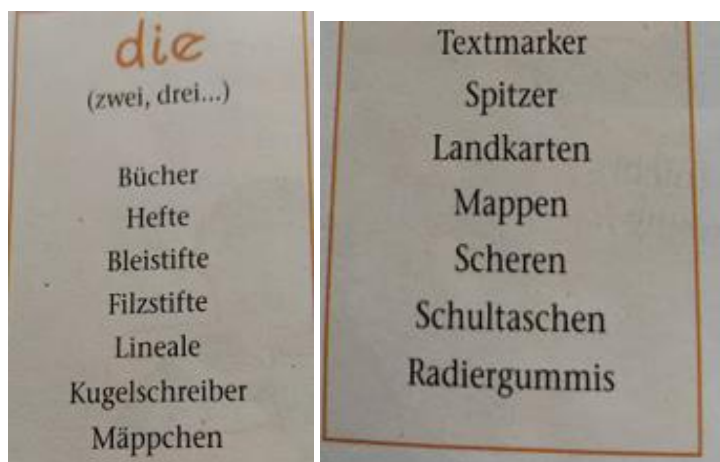 die
(zwei, drei...)
Bücher
Hefte
Bleistifte
Filzstifte
Lineale
Kugelschreiber
Mäppchen
Textmarker
Spitzer
Landkarten
Mappen
Scheren
Schultaschen
Radiergummis